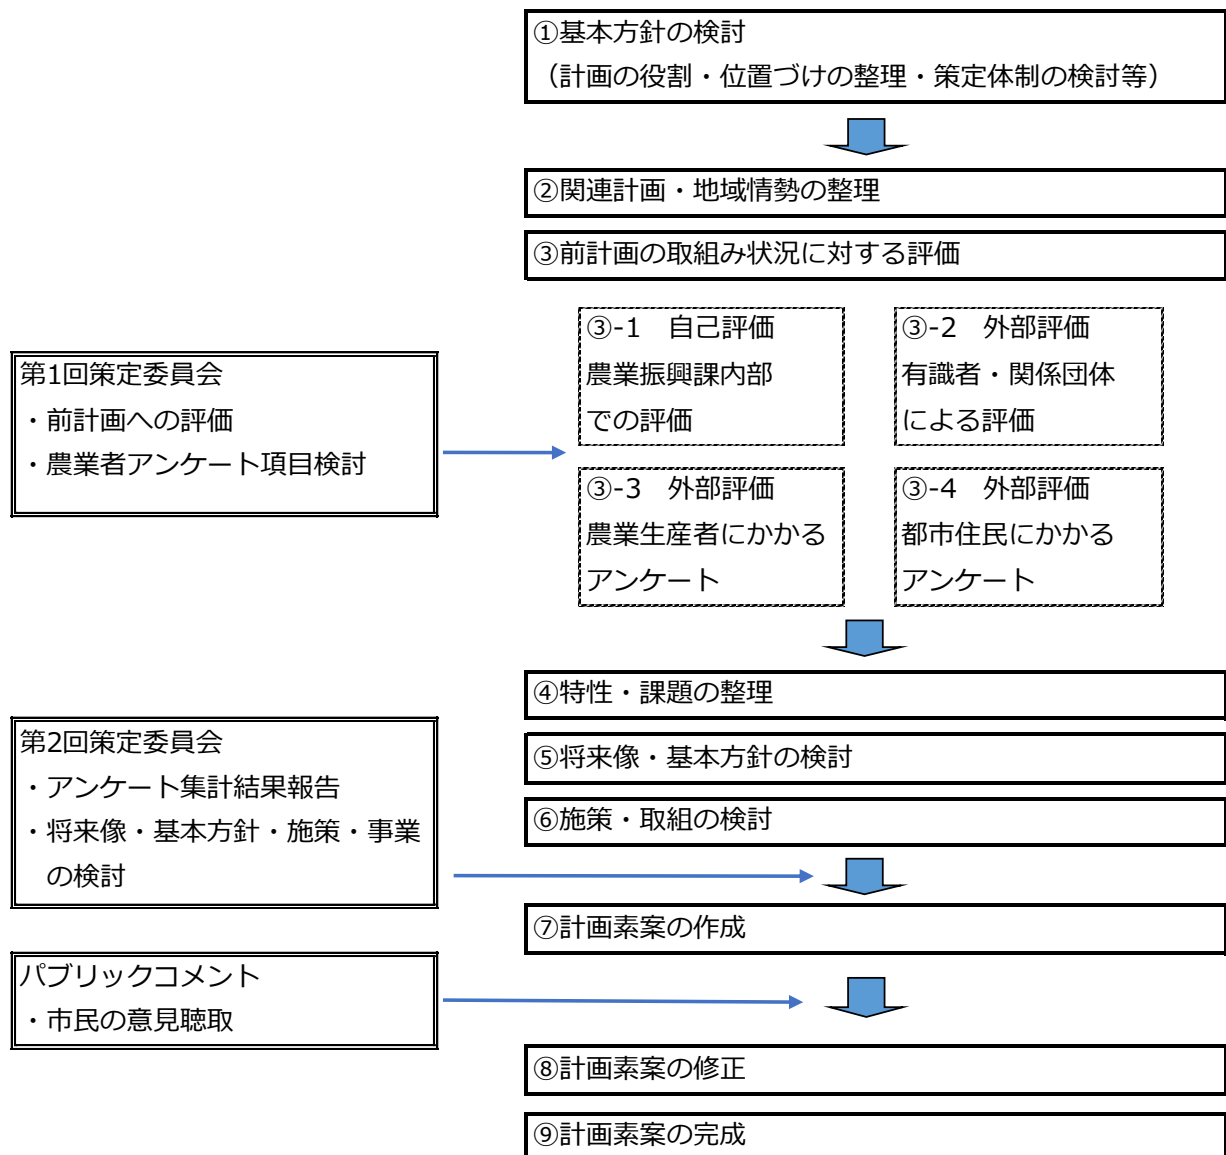 ①基本方針の検討
（計画の役割・位置づけの整理・策定体制の検討等）
②関連計画・地域情勢の整理
③前計画の取組み状況に対する評価
③-1　自己評価
農業振興課内部
での評価
③-2　外部評価
有識者・関係団体
による評価
第1回策定委員会
・前計画への評価
・農業者アンケート項目検討
③-3　外部評価
農業生産者にかかる
アンケート
③-4　外部評価
都市住民にかかる
アンケート
④特性・課題の整理
第2回策定委員会
・アンケート集計結果報告
・将来像・基本方針・施策・事業
の検討
⑤将来像・基本方針の検討
⑥施策・取組の検討
⑦計画素案の作成
パブリックコメント
・市民の意見聴取
⑧計画素案の修正
⑨計画素案の完成